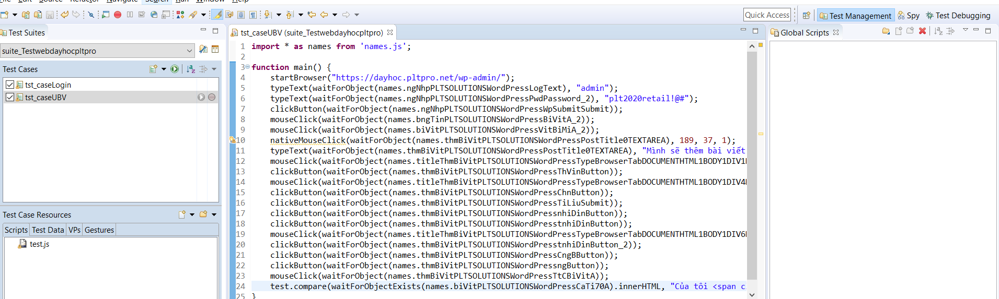 Search
Quick Access
Test Management
Spy
Test Debugging
Test Suites
suite_Testwebdayhocpltpro
Test Cases
tst_caseLogin
tst_caseUBV
Test Case Resources
Scripts
Test Data
VPs
Gestures
test.js
tst_caseUBV (suite_Testwebdayhocpltpro)
1 import * as names from 'names.js';
2
3 function main() {
4 startBrowser("https://dayhoc.pltpro.net/wp-admin/");
5 typeText(waitForObject(names.ngNhpPLTSOLUTIONSWordPressLogText), "admin");
6 typeText(waitForObject(names.ngNhpPLTSOLUTIONSWordPressPwdPassword_2), "plt2020retail!@#");
7 clickButton(waitForObject(names.ngNhpPLTSOLUTIONSWordPressWpSubmitSubmit));
8 mouseClick(waitForObject(names.bngTinPLTSOLUTIONSWordPressBiVitA_2));
9 mouseClick(waitForObject(names.biVitPLTSOLUTIONSWordPressVitBiMiA_2));
10 nativeMouseClick(waitForObject(names.thmBiVitPLTSOLUTIONSWordPressPostTitle0TEXTAREA), 189, 37, 1);
11 typeText(waitForObject(names.thmBiVitPLTSOLUTIONSWordPressPostTitle0TEXTAREA), "Mình sẽ thêm bài viết
12 mouseClick(waitForObject(names.titleThmBiVitPLTSOLUTIONSWordPressTypeBrowserTabDOCUMENTHTML1BODY1DIV1
13 clickButton(waitForObject(names.thmBiVitPLTSOLUTIONSWordPressThVinButton));
14 mouseClick(waitForObject(names.titleThmBiVitPLTSOLUTIONSWordPressTypeBrowserTabDOCUMENTHTML1BODY1DIV4
15 clickButton(waitForObject(names.thmBiVitPLTSOLUTIONSWordPressChnButton));
16 clickButton(waitForObject(names.thmBiVitPLTSOLUTIONSWordPressTiLiuSubmit));
17 clickButton(waitForObject(names.thmBiVitPLTSOLUTIONSWordPressnhiDinButton));
18 clickButton(waitForObject(names.thmBiVitPLTSOLUTIONSWordPresstnhiDinButton));
19 mouseClick(waitForObject(names.titleThmBiVitPLTSOLUTIONSWordPressTypeBrowserTabDOCUMENTHTML1BODY1DIV6
20 clickButton(waitForObject(names.thmBiVitPLTSOLUTIONSWordPresstnhiDinButton_2));
21 clickButton(waitForObject(names.thmBiVitPLTSOLUTIONSWordPressCngBButton));
22 clickButton(waitForObject(names.thmBiVitPLTSOLUTIONSWordPressngButton));
23 mouseClick(waitForObject(names.thmBiVitPLTSOLUTIONSWordPressTtCBiVitA));
24 test.compare(waitForObjectExists(names.biVitPLTSOLUTIONSWordPressCaTi70A).innerHTML, "Của tôi <span c
25 }
Global Scripts